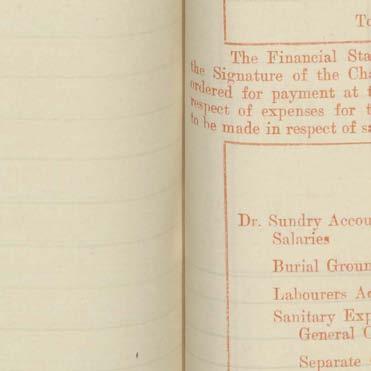 To
The Financial Sta
the Signature of the Cha
ordered for payment at t
respect of expenses for t
to be made in respect of s
Dr. Sundry Accou
Salaries
Burial Groun
Labourers A
Sanitary Exp
General C
Separate